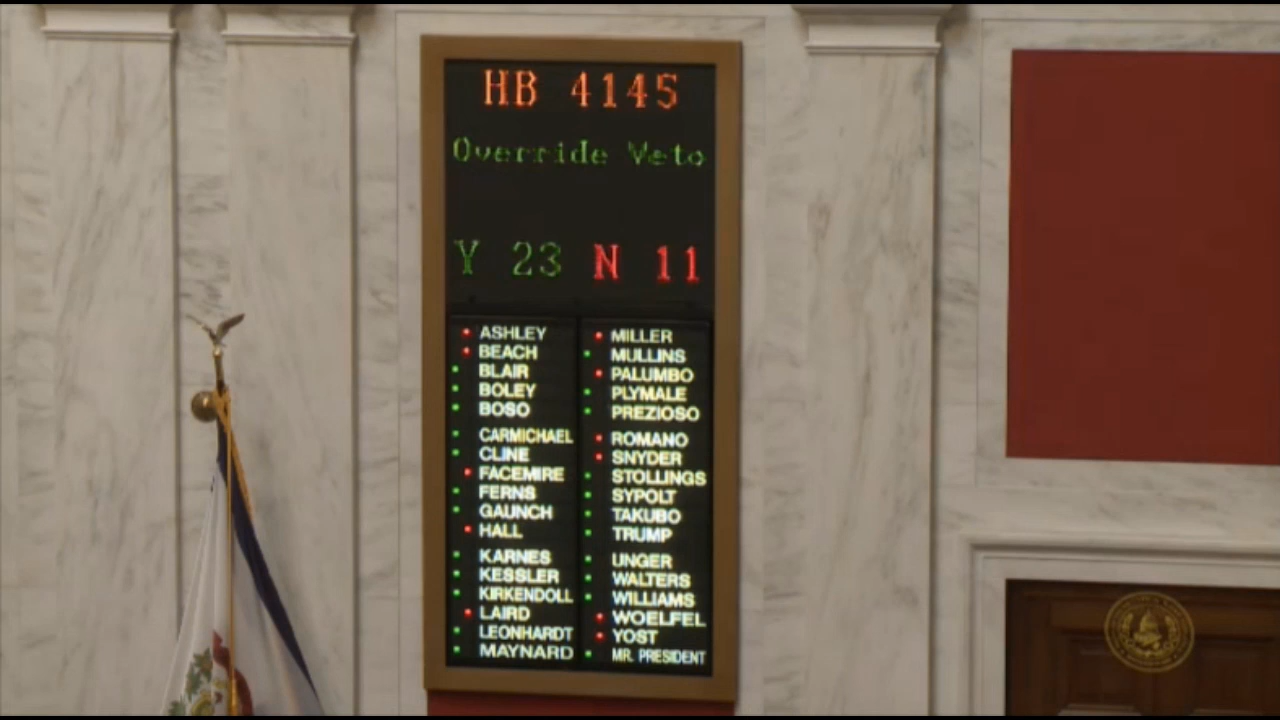 HB 4145
Override Veto
Y 23 N 11
ASHLEY
BEACH
BLAIR
BOLEY
BOSO
CARMICHAEL
CLINE
FACEMIRE
FERNS
GAUNCH
HALL
KARNES
KESSLER
KIRKENDOLL
LAIRD
LEONHARDT
MAYNARD
MILLER
MULLINS
PALUMBO
PLYMALE
PREZIOSO
ROMANO
SNYDER
STOLLINGS
SYPOLT
TAKUBO
TRUMP
UNGER
WALTERS
WILLIAMS
WOELFEL
YOST
MR. PRESIDENT